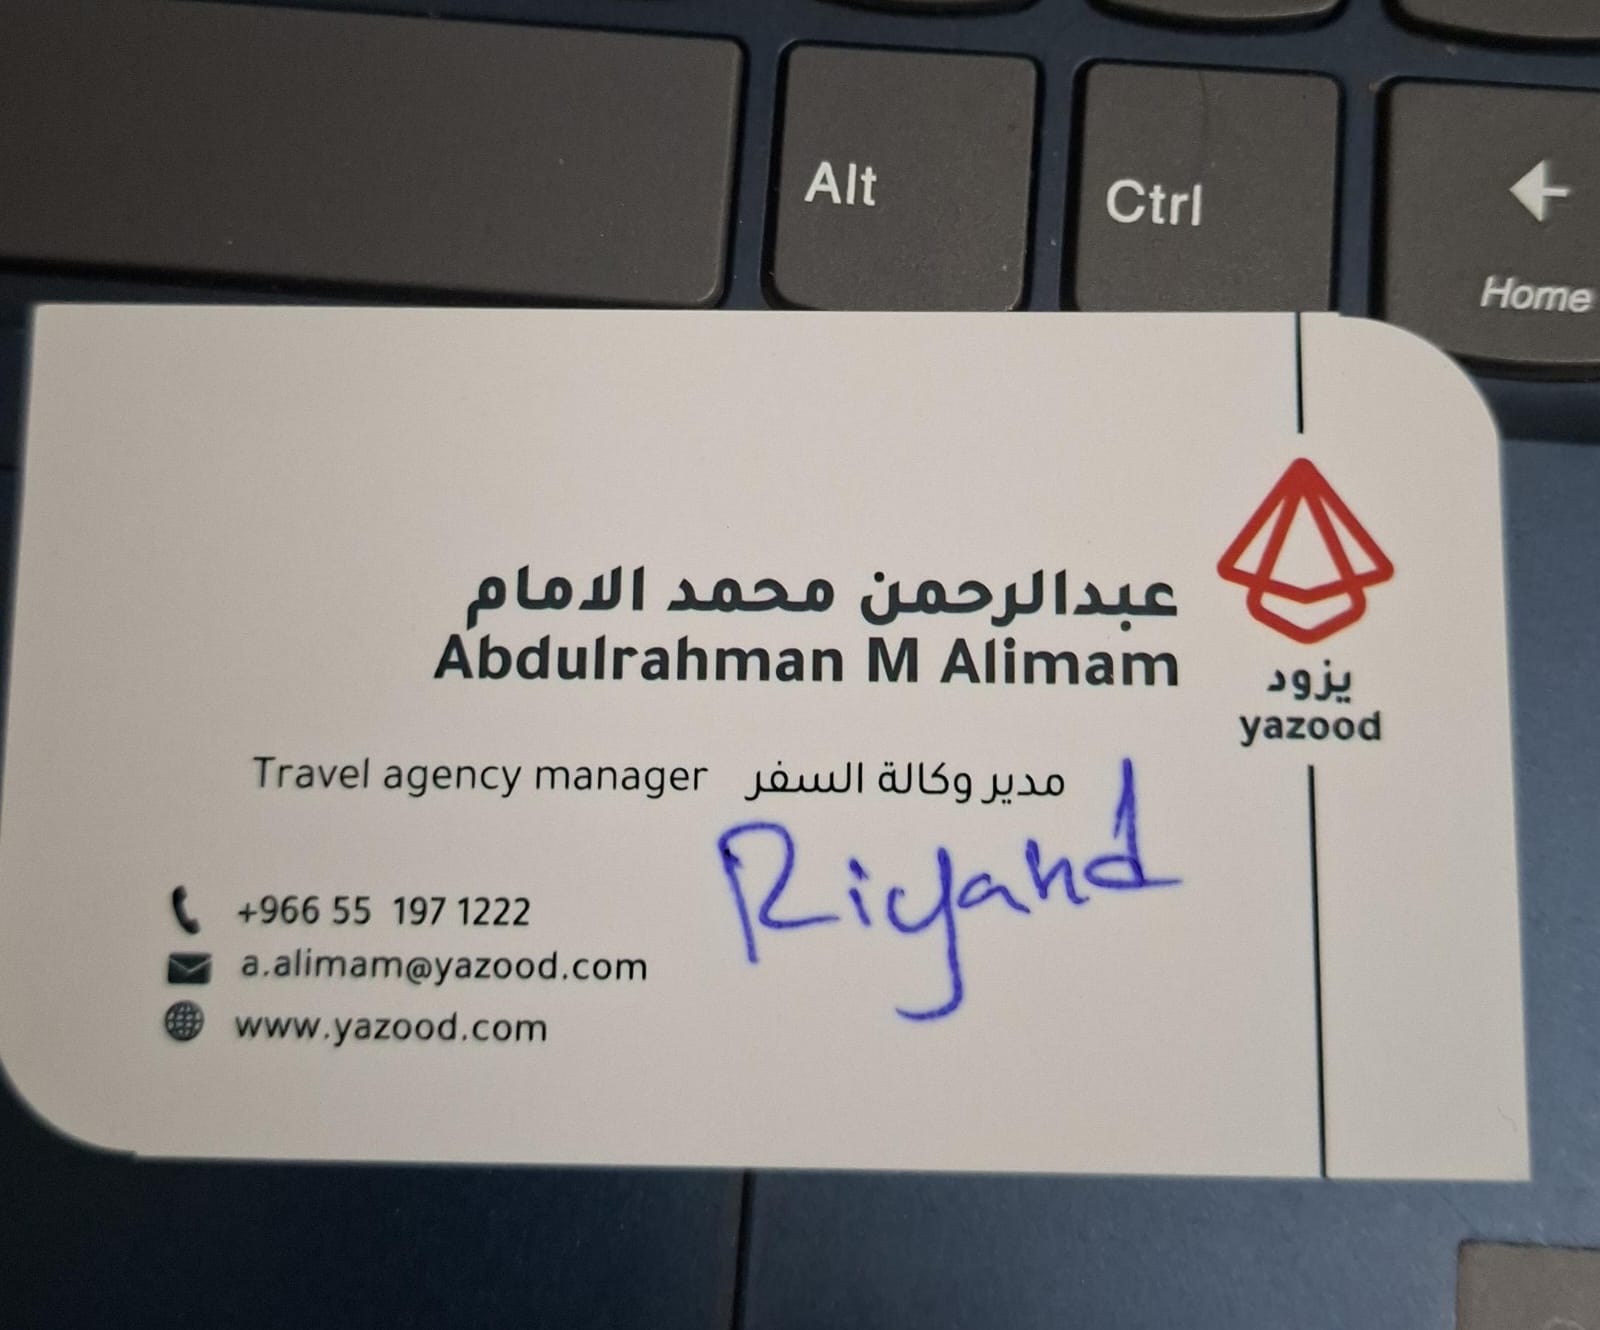 Alt
Ctrl
Home
عبدالرحمن محمد الامام
Abdulrahman M Alimam
يزود
yazood
Travel agency manager مدير وكالة السفر
Riyahd
+966 55 197 1222
a.alimam@yazood.com
www.yazood.com